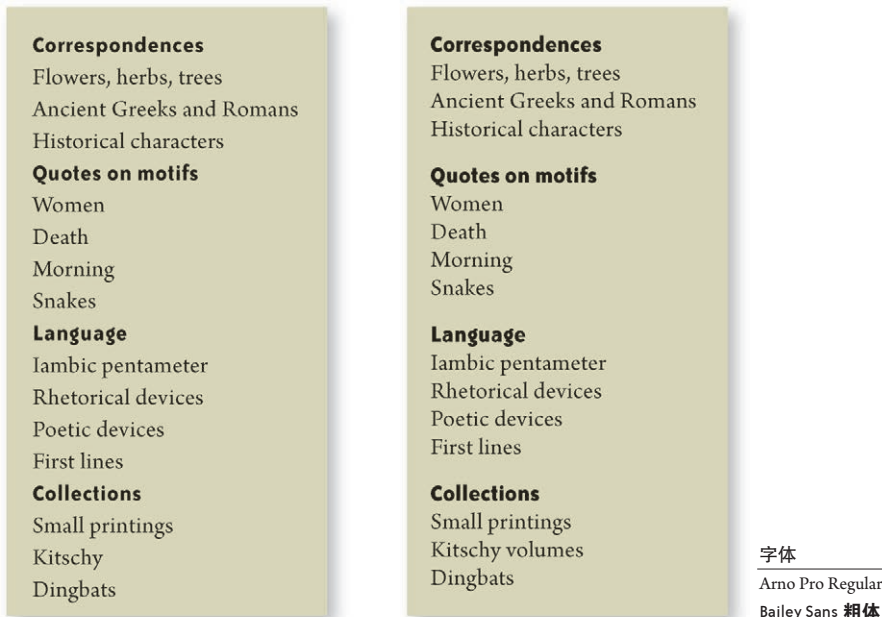 Correspondences
Flowers, herbs, trees
Ancient Greeks and Romans
Historical characters
Quotes on motifs
Women
Death
Morning
Snakes
Language
Iambic pentameter
Rhetorical devices
Poetic devices
First lines
Collections
Small printings
Kitschy
Dingbats
Correspondences
Flowers, herbs, trees
Ancient Greeks and Romans
Historical characters
Quotes on motifs
Women
Death
Morning
Snakes
Language
Iambic pentameter
Rhetorical devices
Poetic devices
First lines
Collections
Small printings
Kitschy volumes
Dingbats
字体
Arno Pro Regular
Bailey Sans 粗体